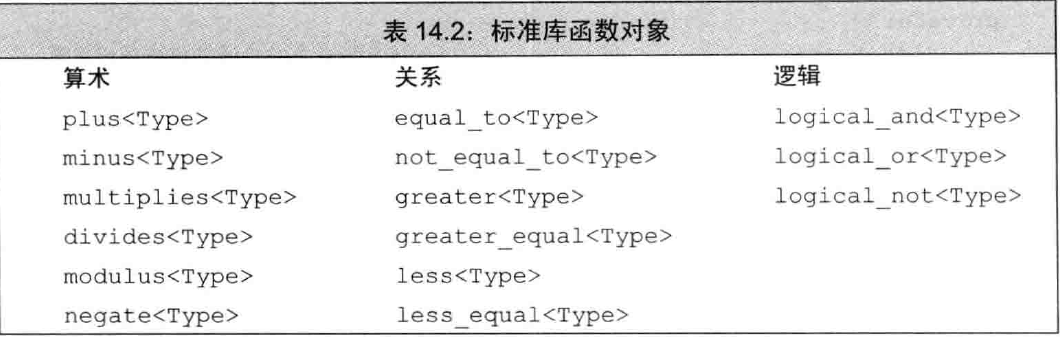 表 14.2：标准库函数对象
算术 关系 逻辑
plus<Type> equal_to<Type> logical_and<Type>
minus<Type> not_equal_to<Type> logical_or<Type>
multiplies<Type> greater<Type> logical_not<Type>
divides<Type> greater_equal<Type>
modulus<Type> less<Type>
negate<Type> less_equal<Type>